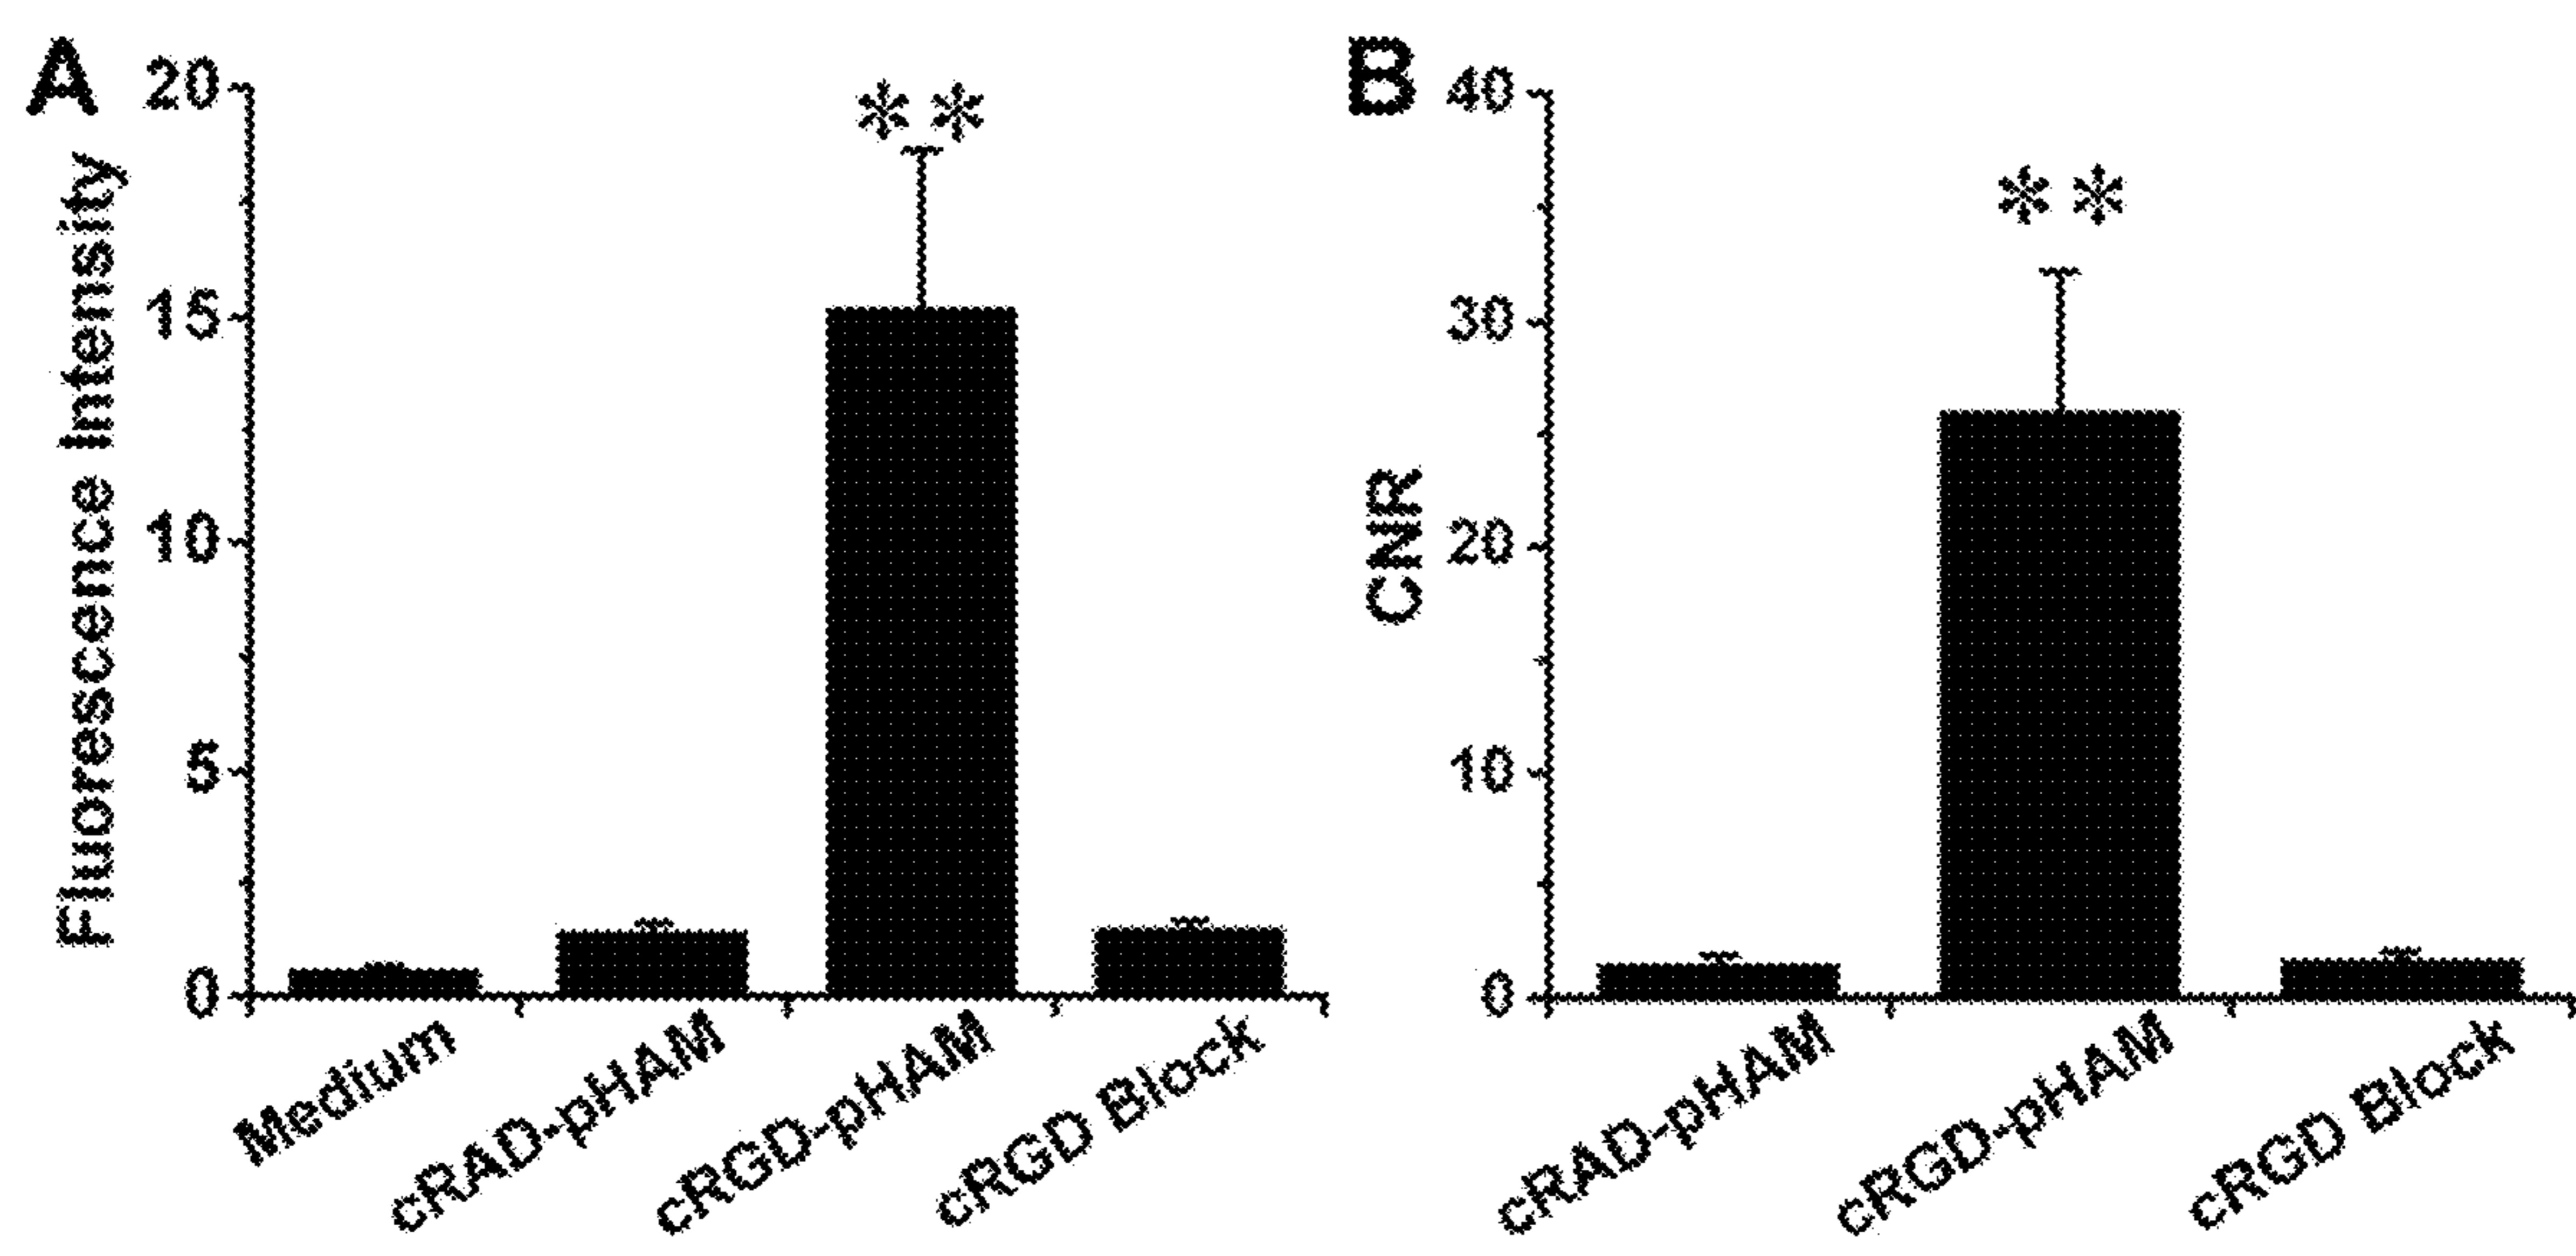 A
Fluorescence Intensity
20
15
10
5
0
**
Medium
cRAD-pHAM
cRGD-pHAM
cRGD Block
B
CNR
40
30
20
10
0
**
cRAD-pHAM
cRGD-pHAM
cRGD Block